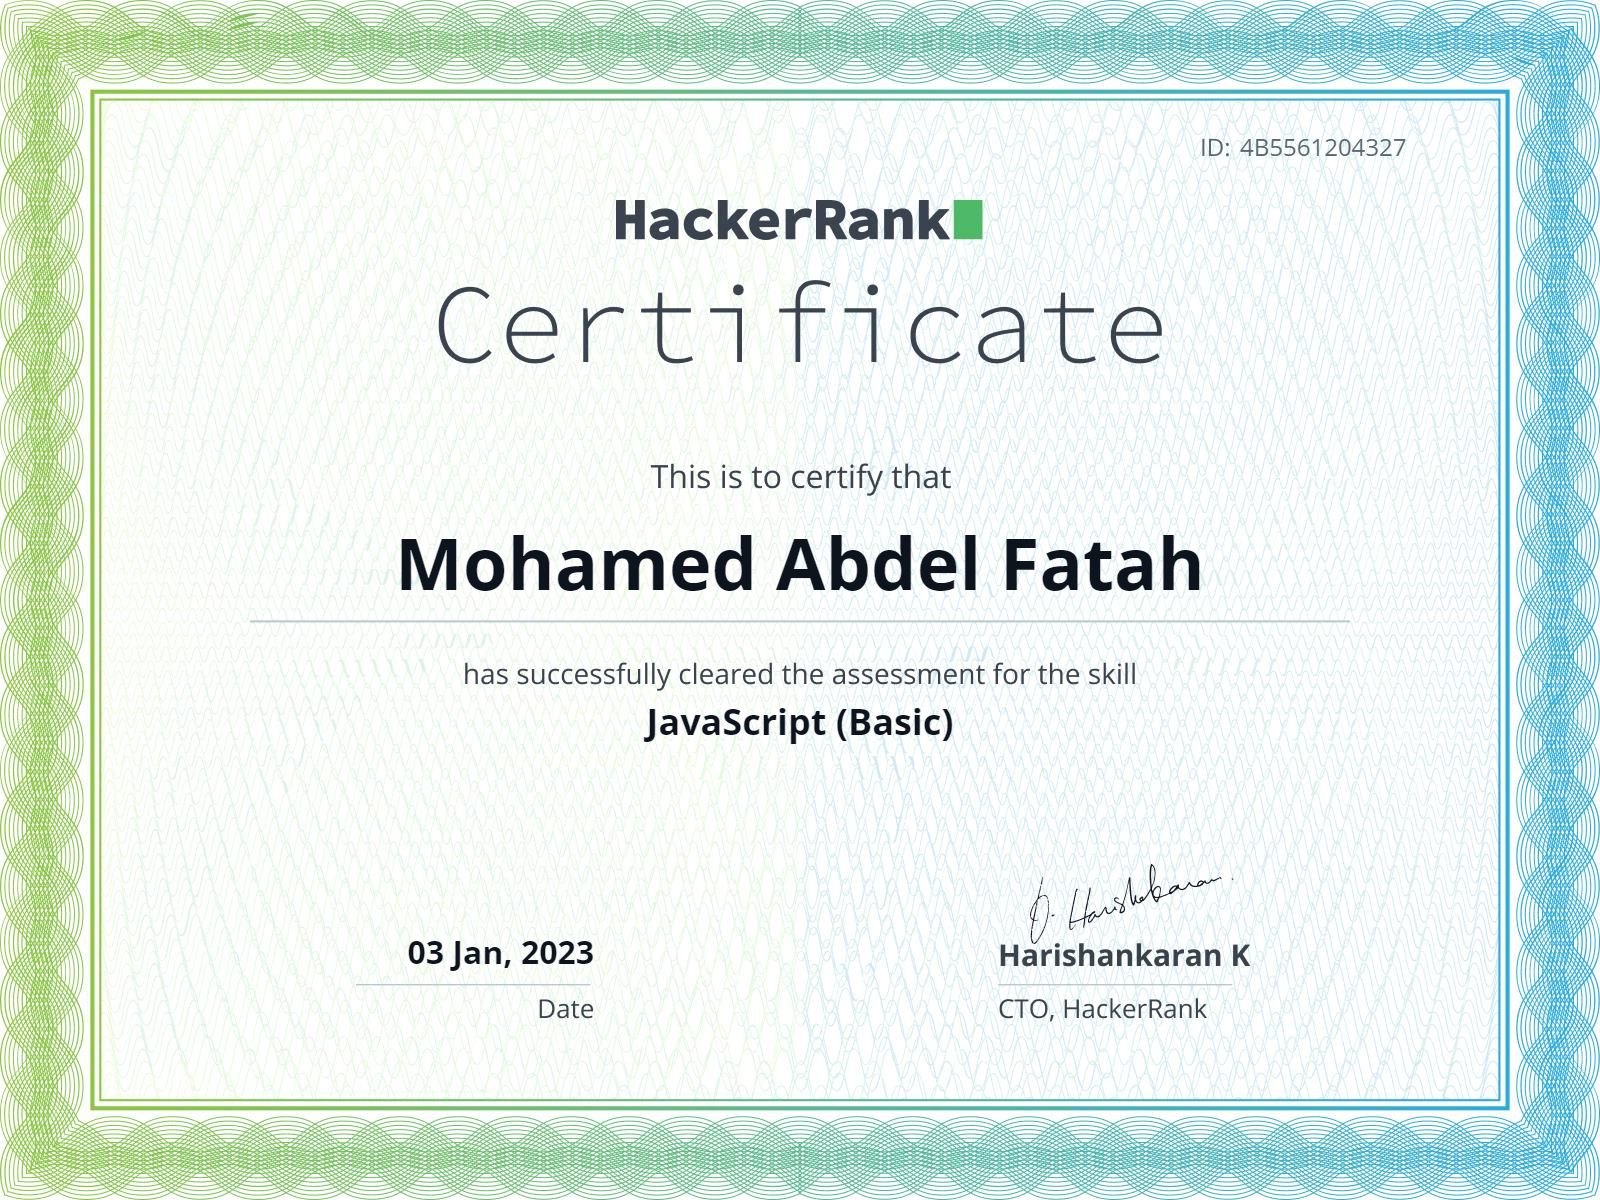 ID: 4B5561204327
HackerRank
Certificate
This is to certify that
Mohamed Abdel Fatah
has successfully cleared the assessment for the skill
JavaScript (Basic)
J. Harishankaran
03 Jan, 2023
Harishankaran K
Date
CTO, HackerRank